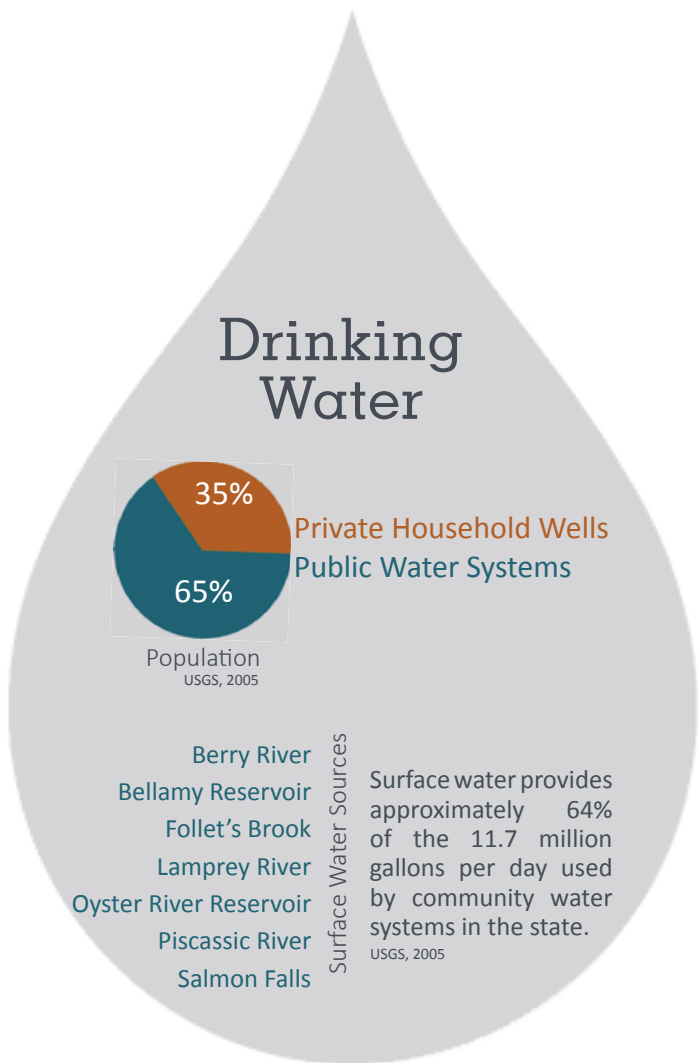 Drinking
Water
35%
65%
Private Household Wells
Public Water Systems
Population
USGS, 2005
Berry River
Bellamy Reservoir
Follet's Brook
Lamprey River
Oyster River Reservoir
Piscassic River
Salmon Falls
Surface Water Sources
Surface water provides
approximately 64%
of the 11.7 million
gallons per day used
by community water
systems in the state.
USGS, 2005